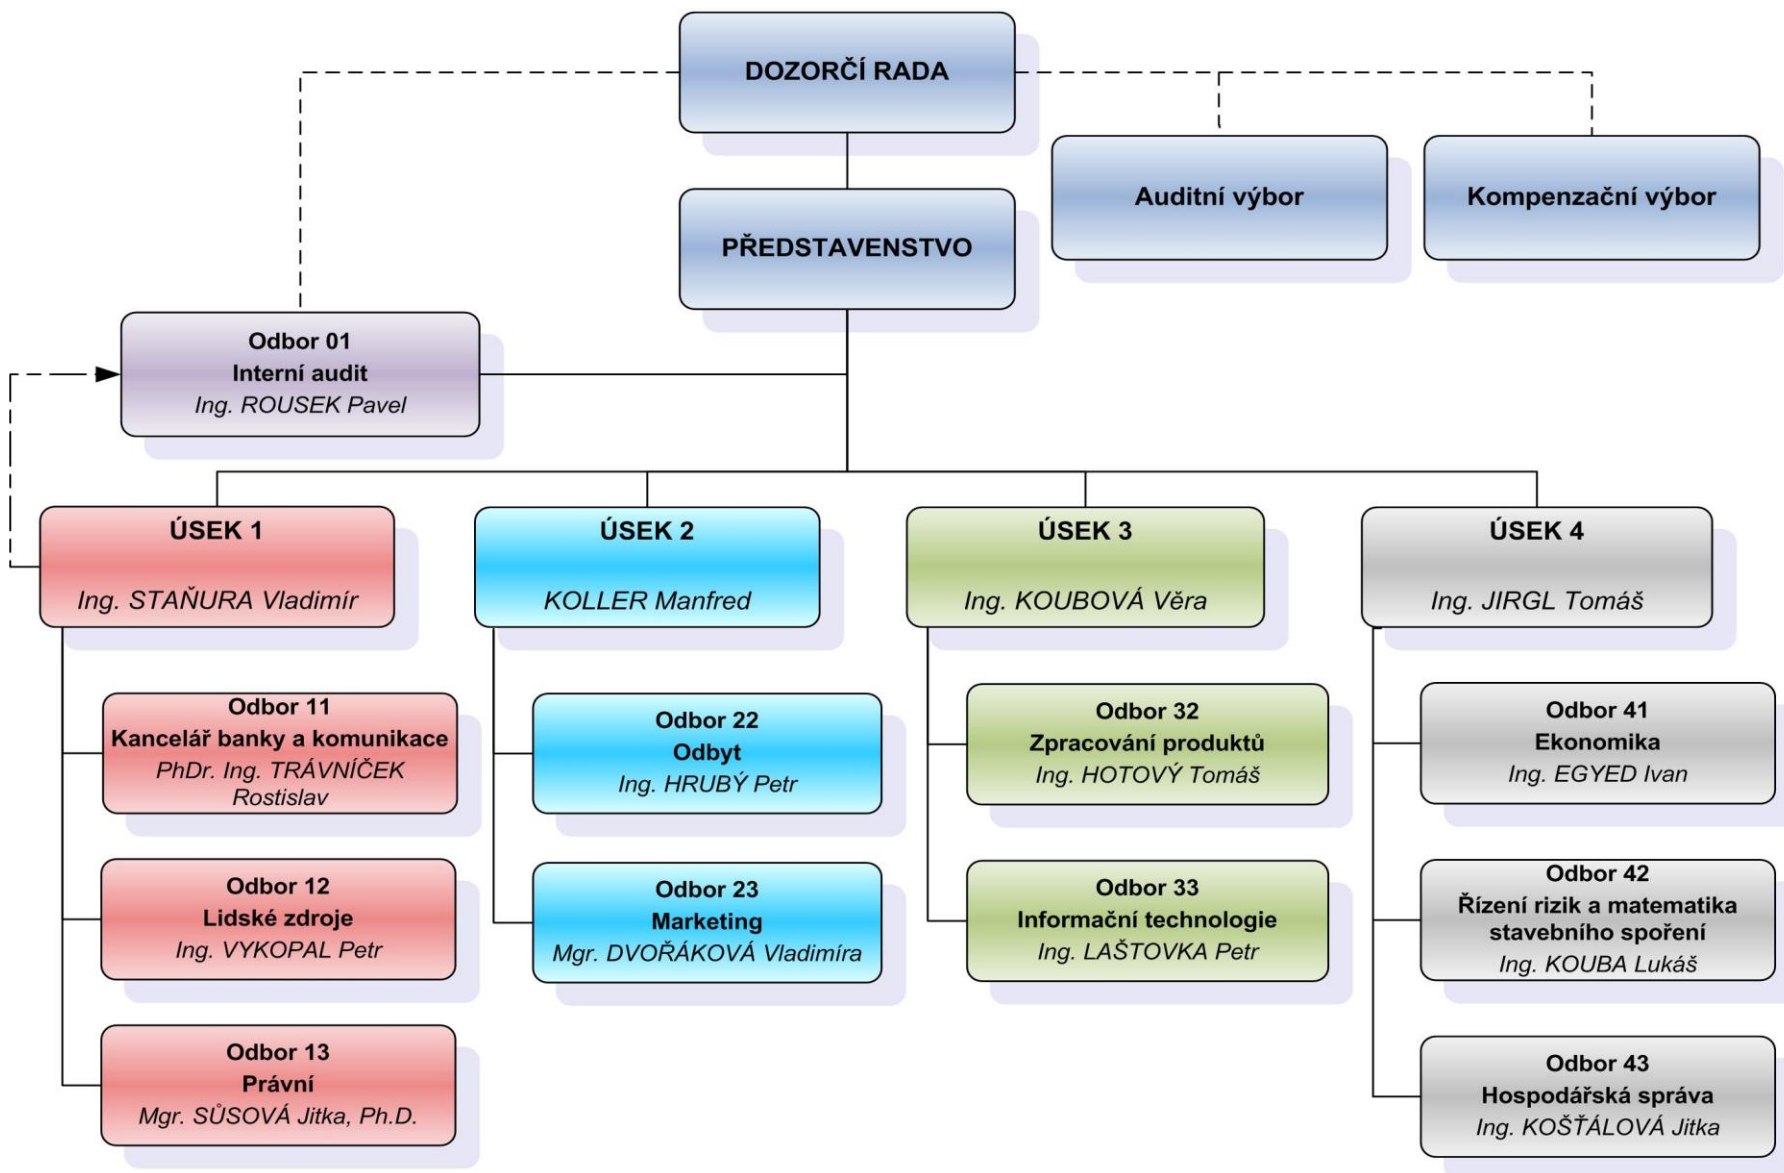 DOZORČÍ RADA
Auditní výbor
Kompenzační výbor
PŘEDSTAVENSTVO
Odbor 01
Interní audit
Ing. ROUSEK Pavel
ÚSEK 1
Ing. STAŇURA Vladimír
Odbor 11
Kancelář banky a komunikace
PhDr. Ing. TRÁVNÍČEK
Rostislav
Odbor 12
Lidské zdroje
Ing. VYKOPAL Petr
Odbor 13
Právní
Mgr. SŮSOVÁ Jitka, Ph.D.
ÚSEK 2
KOLLER Manfred
Odbor 22
Odbyt
Ing. HRUBÝ Petr
Odbor 23
Marketing
Mgr. DVOŘÁKOVÁ Vladimíra
ÚSEK 3
Ing. KOUBOVÁ Věra
Odbor 32
Zpracování produktů
Ing. HOTOVÝ Tomáš
Odbor 33
Informační technologie
Ing. LAŠTOVKA Petr
ÚSEK 4
Ing. JIRGL Tomáš
Odbor 41
Ekonomika
Ing. EGYED Ivan
Odbor 42
Řízení rizik a matematika
stavebního spoření
Ing. KOUBA Lukáš
Odbor 43
Hospodářská správa
Ing. KOŠŤÁLOVÁ Jitka